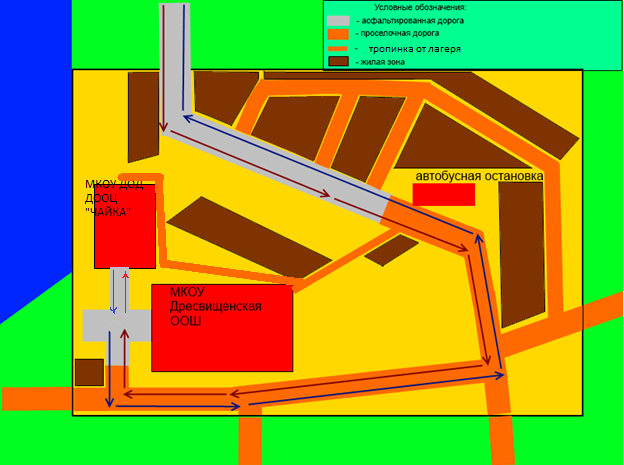 Условные обозначения:
- асфальтированная дорога
- проселочная дорога
- тропинка от лагеря
- жилая зона
автобусная остановка
МКОУ ДОД
ДООЦ
"ЧАЙКА"
МКОУ
Дресвищенская
ООШ